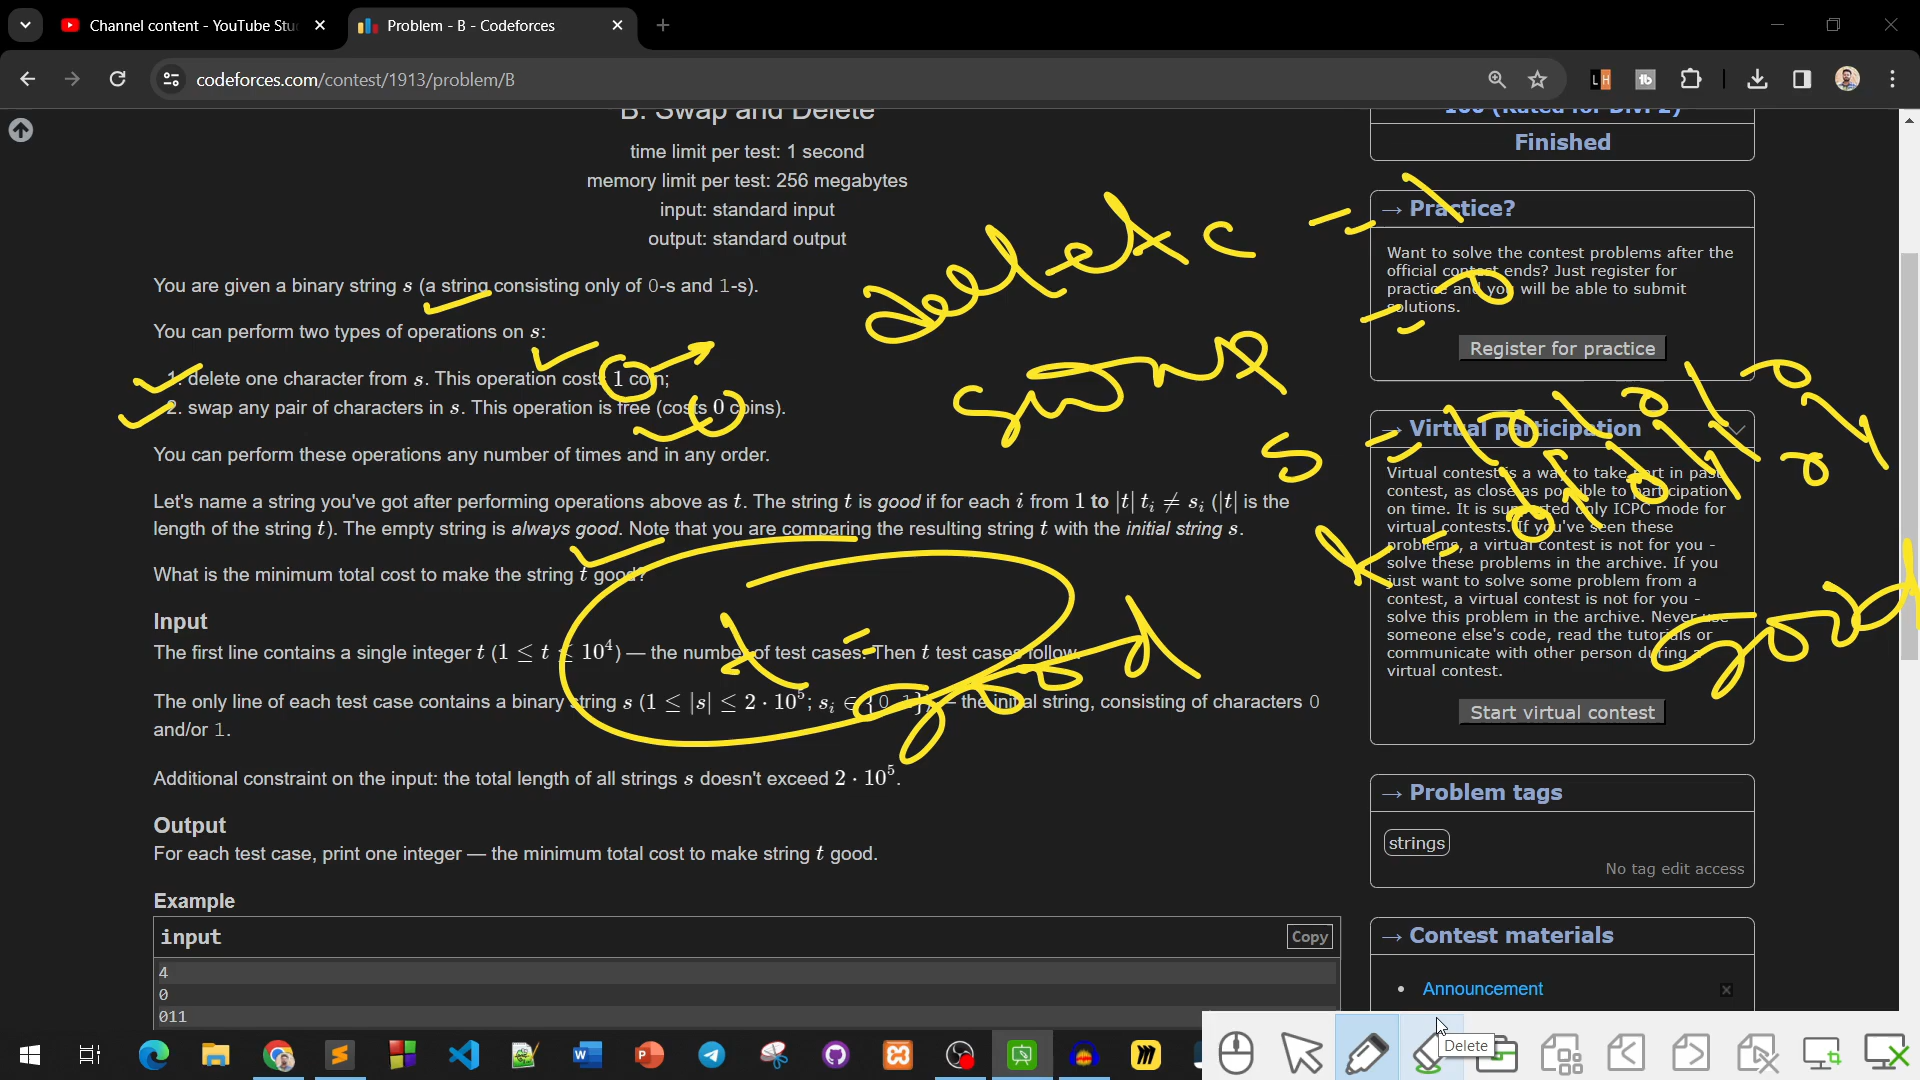 Channel content - YouTube Stu
Problem - B - Codeforces
codeforces.com/contest/1913/problem/B
B. Swap and Delete
time limit per test: 1 second
memory limit per test: 256 megabytes
input: standard input
output: standard output
You are given a binary string s (a string consisting only of 0-s and 1-s).
You can perform two types of operations on s:
1. delete one character from s. This operation costs 1 coin;
2. swap any pair of characters in s. This operation is free (costs 0 coins).
You can perform these operations any number of times and in any order.
Let's name a string you've got after performing operations above as t. The string t is good if for each i from 1 to |t| t_i ≠ s_i (|t| is the
length of the string t). The empty string is always good. Note that you are comparing the resulting string t with the initial string s.
What is the minimum total cost to make the string t good?
Input
The first line contains a single integer t (1 ≤ t ≤ 10^4) — the number of test cases. Then t test cases follow.
The only line of each test case contains a binary string s (1 ≤ |s| ≤ 2 · 10^5; s_i ∈ {0, 1}) — the initial string, consisting of characters 0
and/or 1.
Additional constraint on the input: the total length of all strings s doesn't exceed 2 · 10^5.
Output
For each test case, print one integer — the minimum total cost to make string t good.
Example
input
Copy
4
0
011
delete = 1
= 0
s =
t =
good
t = good
Finished
→ Practice?
Want to solve the contest problems after the
official contest ends? Just register for
practice and you will be able to submit
solutions.
Register for practice
→ Virtual participation
Virtual contest is a way to take part in past
contest, as close as possible to participation
on time. It is supported only ICPC mode for
virtual contests. If you've seen these
problems, a virtual contest is not for you -
solve these problems in the archive. If you
just want to solve some problem from a
contest, a virtual contest is not for you -
solve this problem in the archive. Never use
someone else's code, read the tutorials or
communicate with other person during a
virtual contest.
Start virtual contest
→ Problem tags
strings
No tag edit access
→ Contest materials
Announcement
Delete